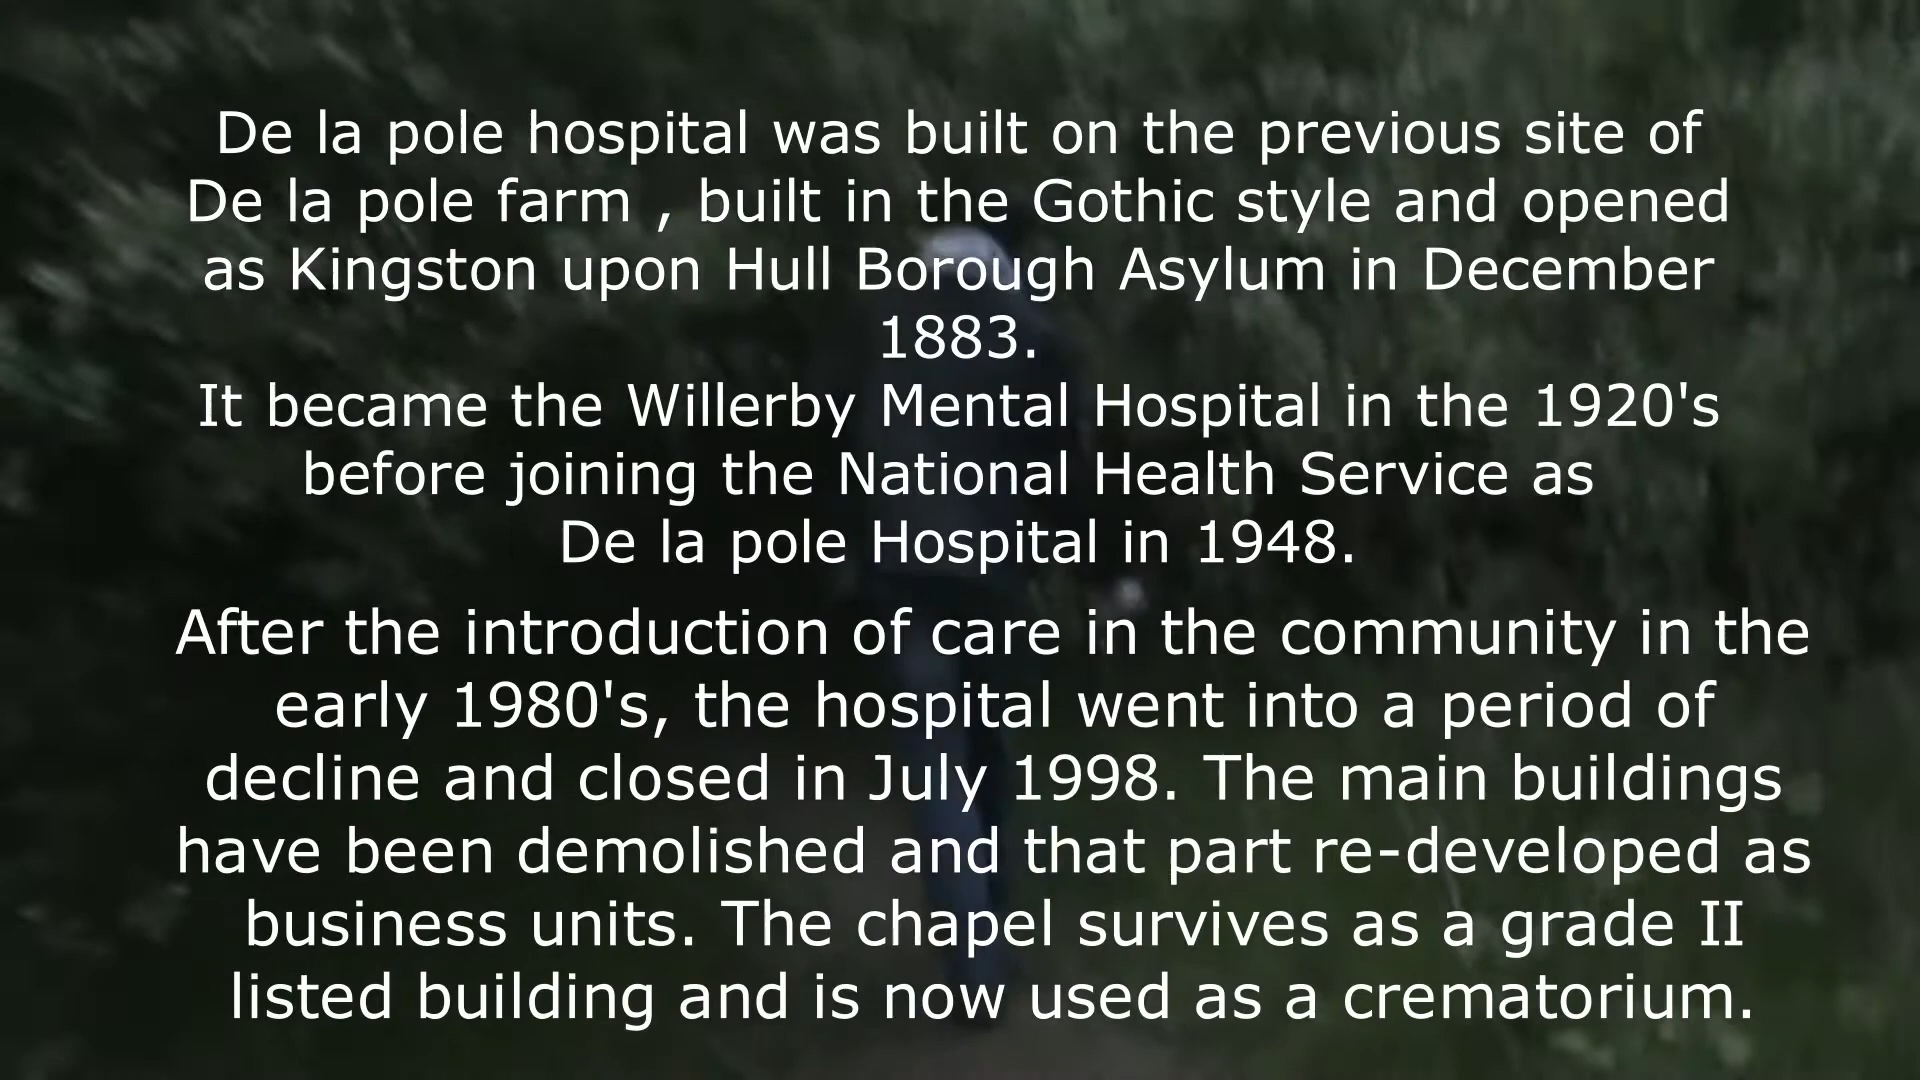 De la pole hospital was built on the previous site of
De la pole farm , built in the Gothic style and opened
as Kingston upon Hull Borough Asylum in December
1883.
It became the Willerby Mental Hospital in the 1920's
before joining the National Health Service as
De la pole Hospital in 1948.
After the introduction of care in the community in the
early 1980's, the hospital went into a period of
decline and closed in July 1998. The main buildings
have been demolished and that part re-developed as
business units. The chapel survives as a grade II
listed building and is now used as a crematorium.